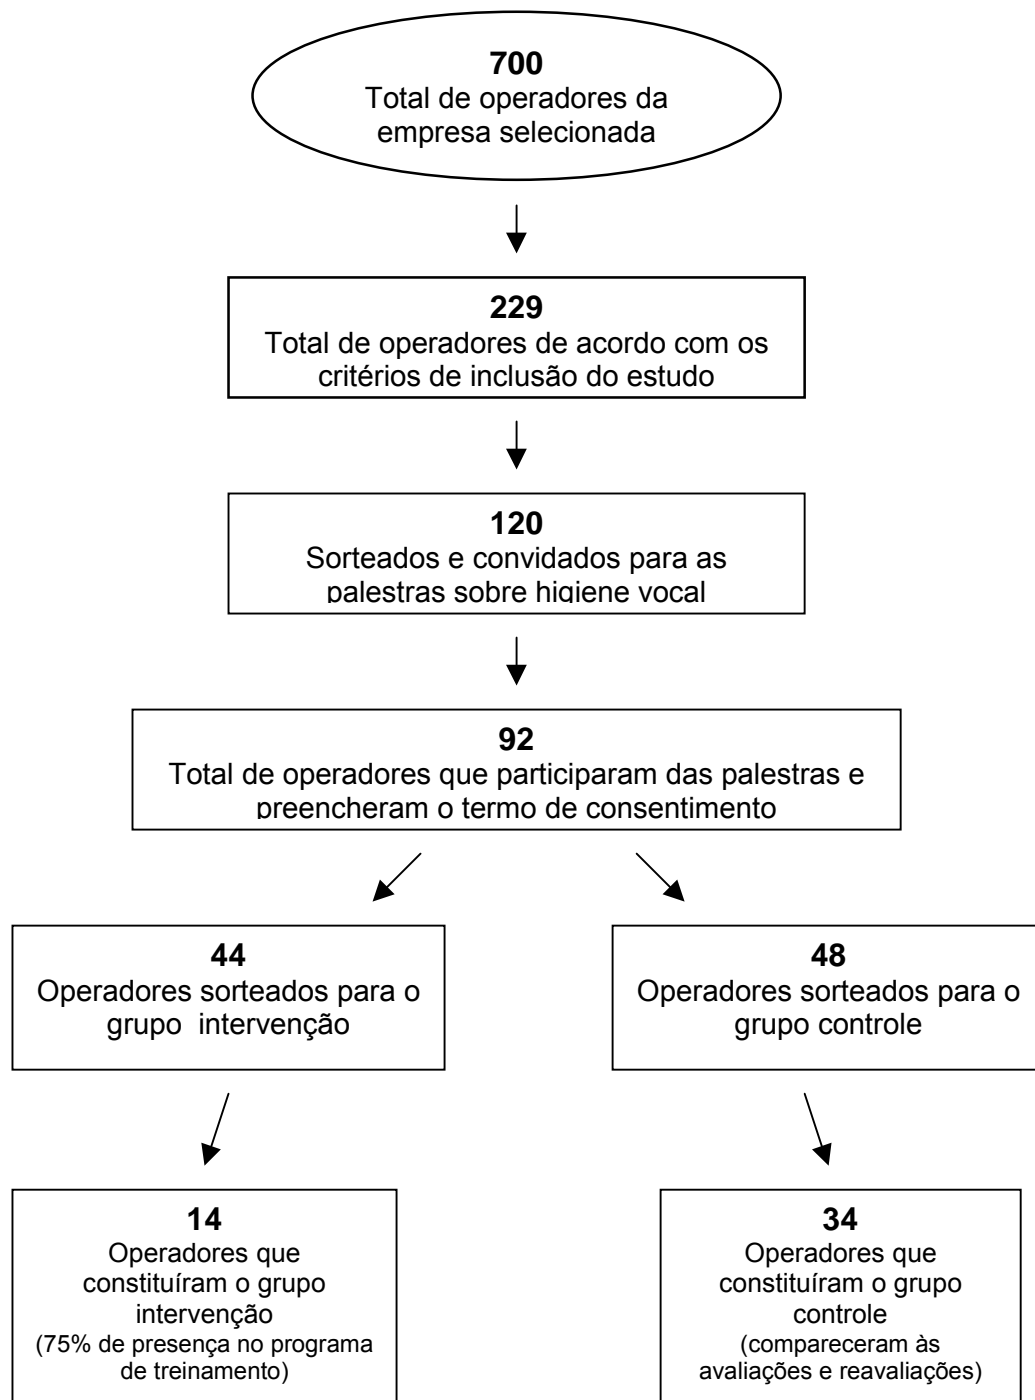 700
Total de operadores da
empresa selecionada
229
Total de operadores de acordo com os
critérios de inclusão do estudo
120
Sorteados e convidados para as
palestras sobre higiene vocal
92
Total de operadores que participaram das palestras e
preencheram o termo de consentimento
44
Operadores sorteados para o
grupo intervenção
48
Operadores sorteados para o
grupo controle
14
Operadores que
constituíram o grupo
intervenção
(75% de presença no programa
de treinamento)
34
Operadores que
constituíram o grupo
controle
(compareceram às
avaliações e reavaliações)